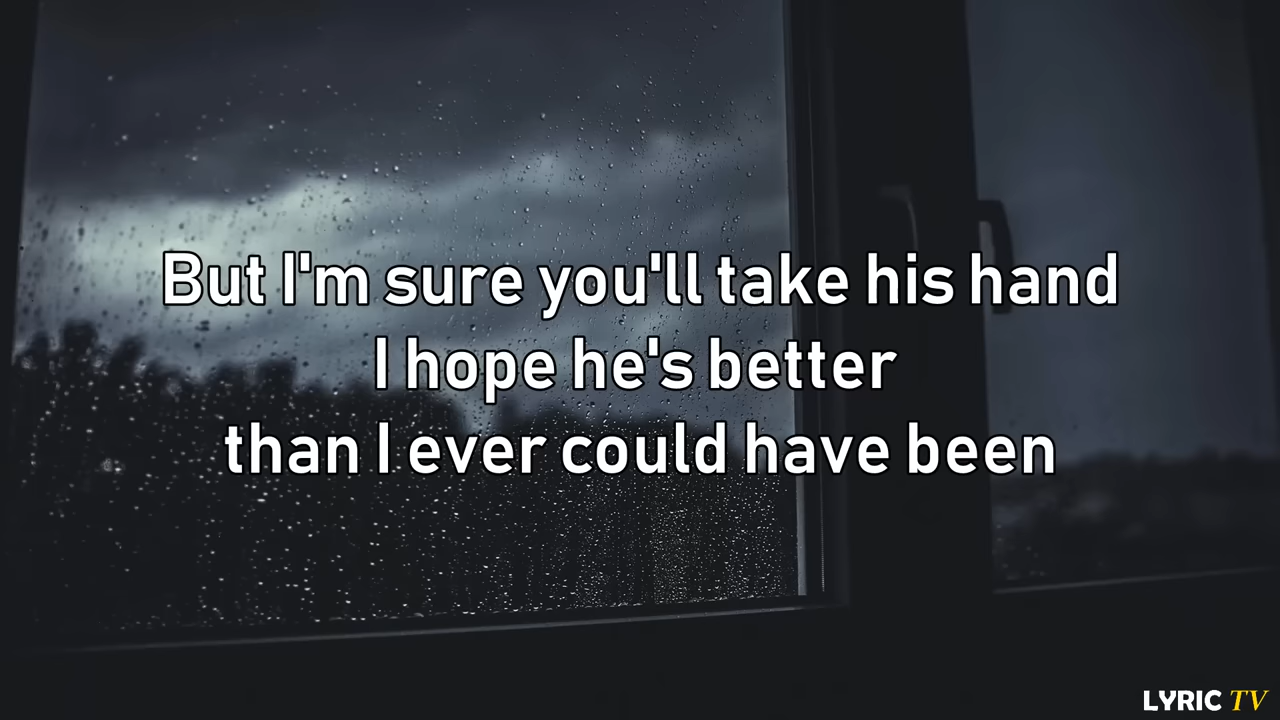 But I'm sure you'll take his hand
I hope he's better
than I ever could have been
LYRIC TV